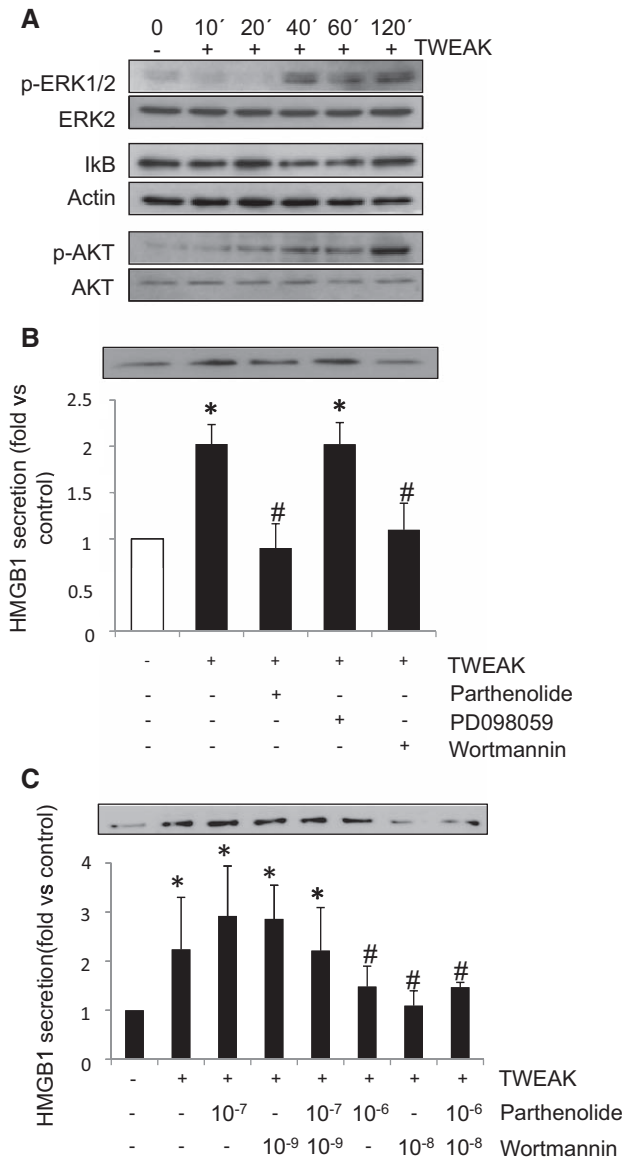 A
0 10´ 20´ 40´ 60´ 120´
- + + + + + TWEAK
p-ERK1/2
ERK2
IkB
Actin
p-AKT
AKT
B
HMGB1 secretion (fold vs
control)
2.5
2
1.5
1
0.5
0
* # * #
- + + + + TWEAK
- - + - - Parthenolide
- - - + - PD098059
- - - - + Wortmannin
C
HMGB1 secretion(fold vs control)
4
3
2
1
0
* * * * # # #
- + + + + + + + TWEAK
- - 10⁻⁷ - 10⁻⁷ 10⁻⁶ - 10⁻⁶ Parthenolide
- - - 10⁻⁹ 10⁻⁹ - 10⁻⁸ 10⁻⁸ Wortmannin